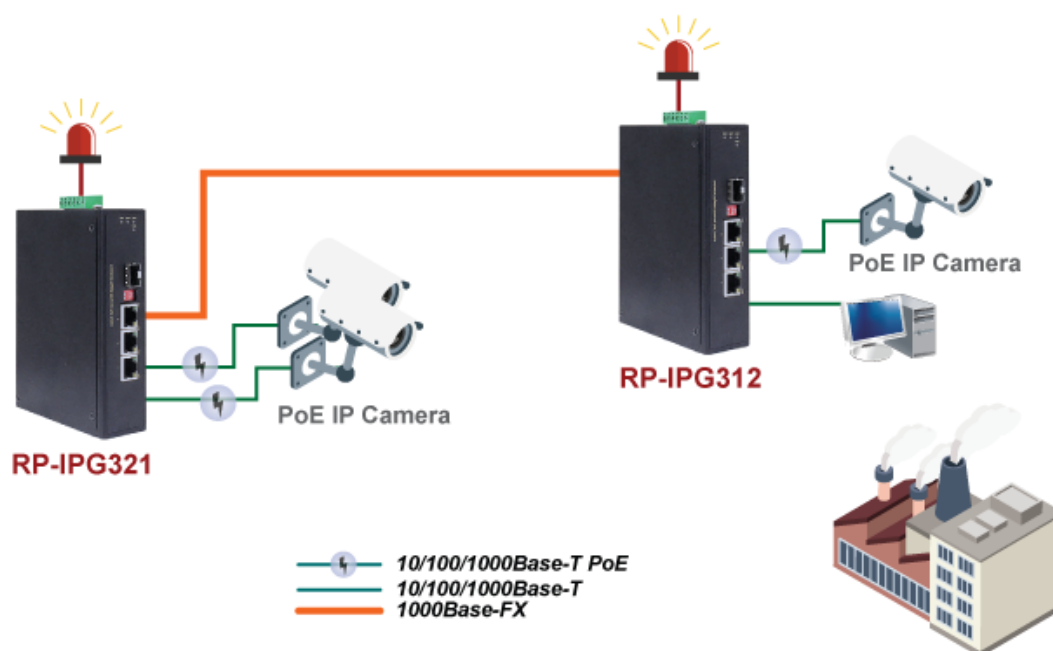 PoE IP Camera
RP-IPG312
PoE IP Camera
RP-IPG321
10/100/1000Base-T PoE
10/100/1000Base-T
1000Base-FX